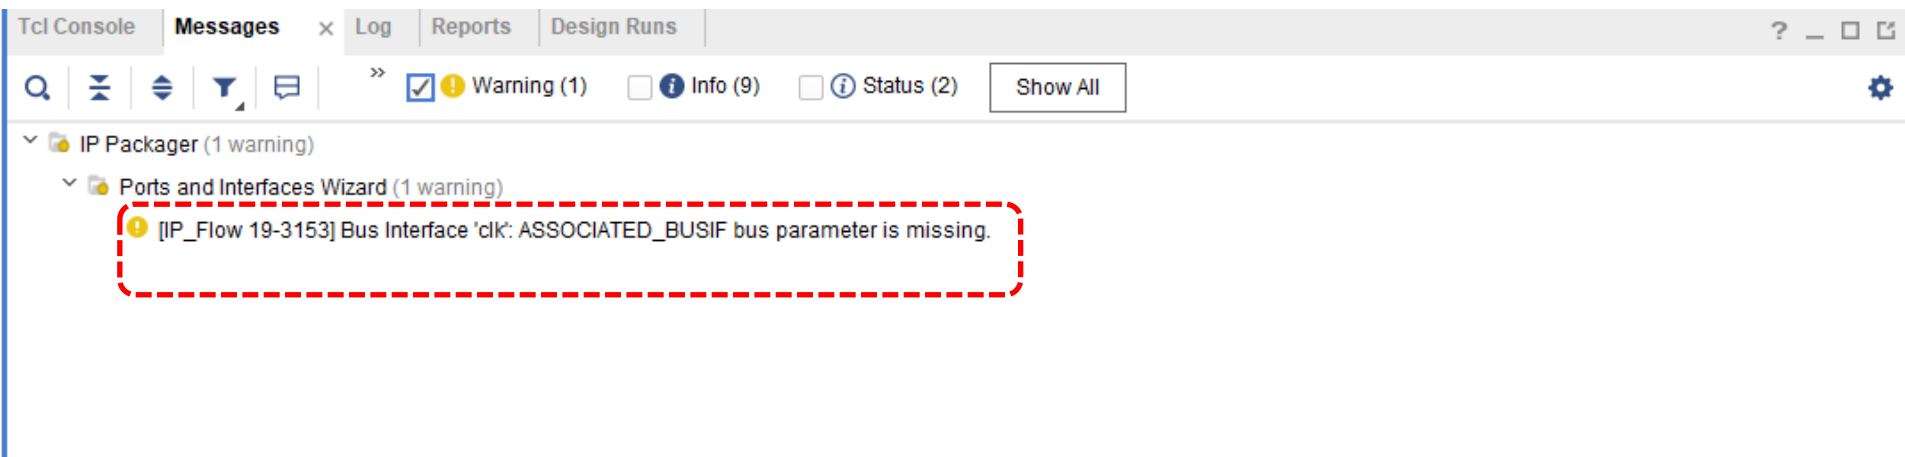 Tcl Console Messages × Log Reports Design Runs ?
» Warning (1) Info (9) Status (2) Show All
IP Packager (1 warning)
Ports and Interfaces Wizard (1 warning)
[IP_Flow 19-3153] Bus Interface 'clk': ASSOCIATED_BUSIF bus parameter is missing.